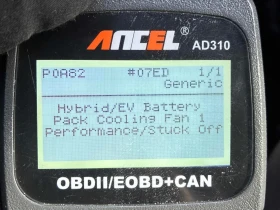 ANCEL®
AD310
P0A82 #07ED 1/1
Generic
Hybrid/EV Battery
Pack Cooling Fan 1
Performance/Stuck Off
OBDII/EOBD+CAN